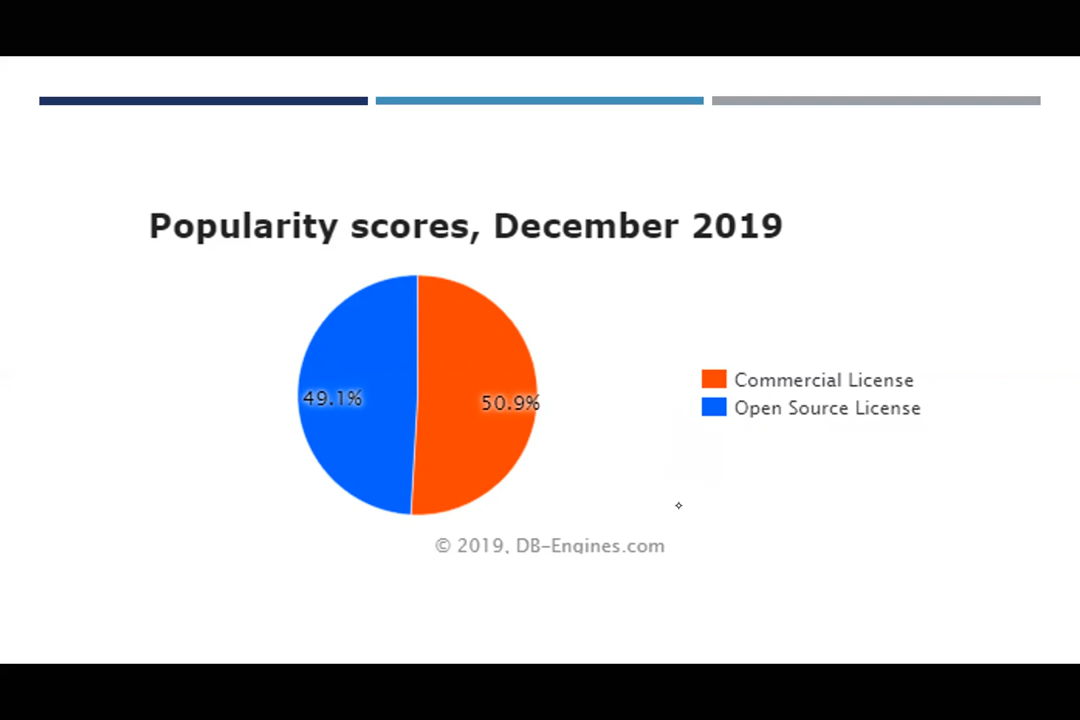 Popularity scores, December 2019
49.1%
50.9%
Commercial License
Open Source License
© 2019, DB-Engines.com